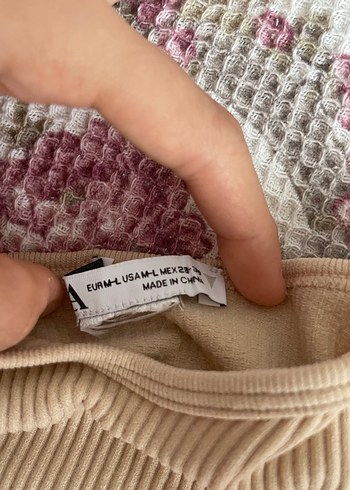 A
EUR M-L USA M-L MEX 28-
MADE IN CHINA